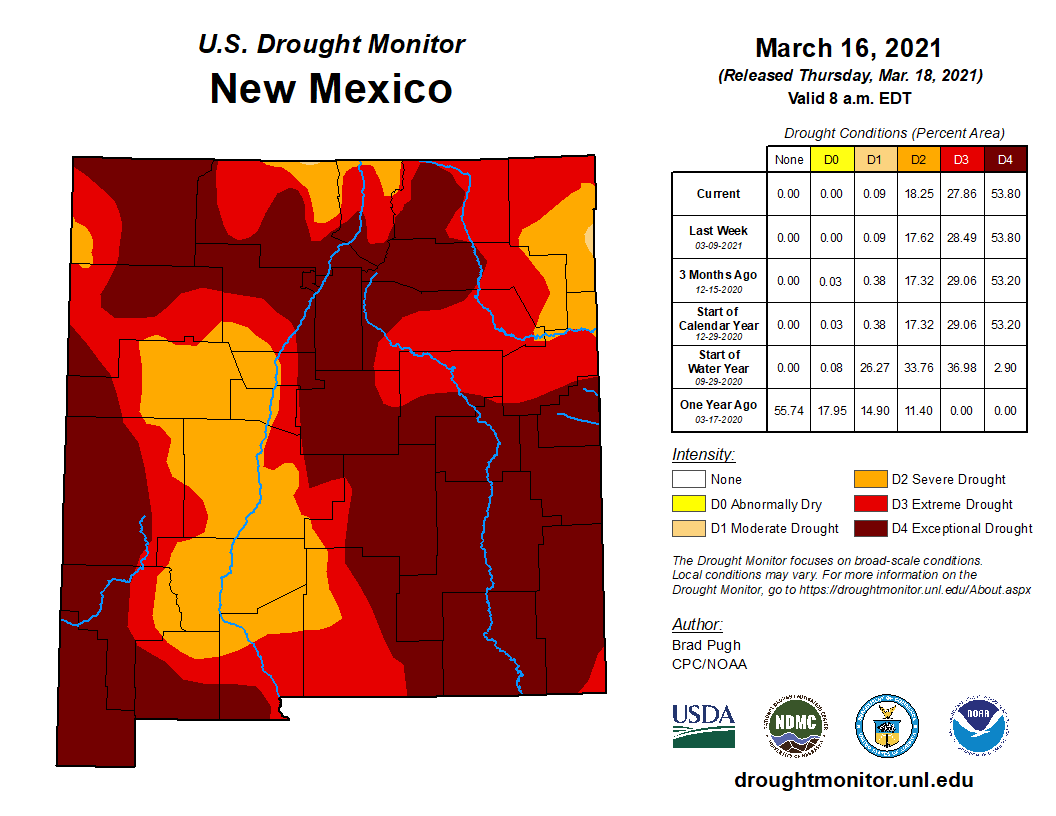 U.S. Drought Monitor
New Mexico
March 16, 2021
(Released Thursday, Mar. 18, 2021)
Valid 8 a.m. EDT
Drought Conditions (Percent Area)
None D0 D1 D2 D3 D4
Current 0.00 0.00 0.09 18.25 27.86 53.80
Last Week
03-09-2021 0.00 0.00 0.09 17.62 28.49 53.80
3 Months Ago
12-15-2020 0.00 0.03 0.38 17.32 29.06 53.20
Start of
Calendar Year
12-29-2020 0.00 0.03 0.38 17.32 29.06 53.20
Start of
Water Year
09-29-2020 0.00 0.08 26.27 33.76 36.98 2.90
One Year Ago
03-17-2020 55.74 17.95 14.90 11.40 0.00 0.00
Intensity:
None
D0 Abnormally Dry
D1 Moderate Drought
D2 Severe Drought
D3 Extreme Drought
D4 Exceptional Drought
The Drought Monitor focuses on broad-scale conditions.
Local conditions may vary. For more information on the
Drought Monitor, go to https://droughtmonitor.unl.edu/About.aspx
Author:
Brad Pugh
CPC/NOAA
USDA
NDMC
NOAA
droughtmonitor.unl.edu